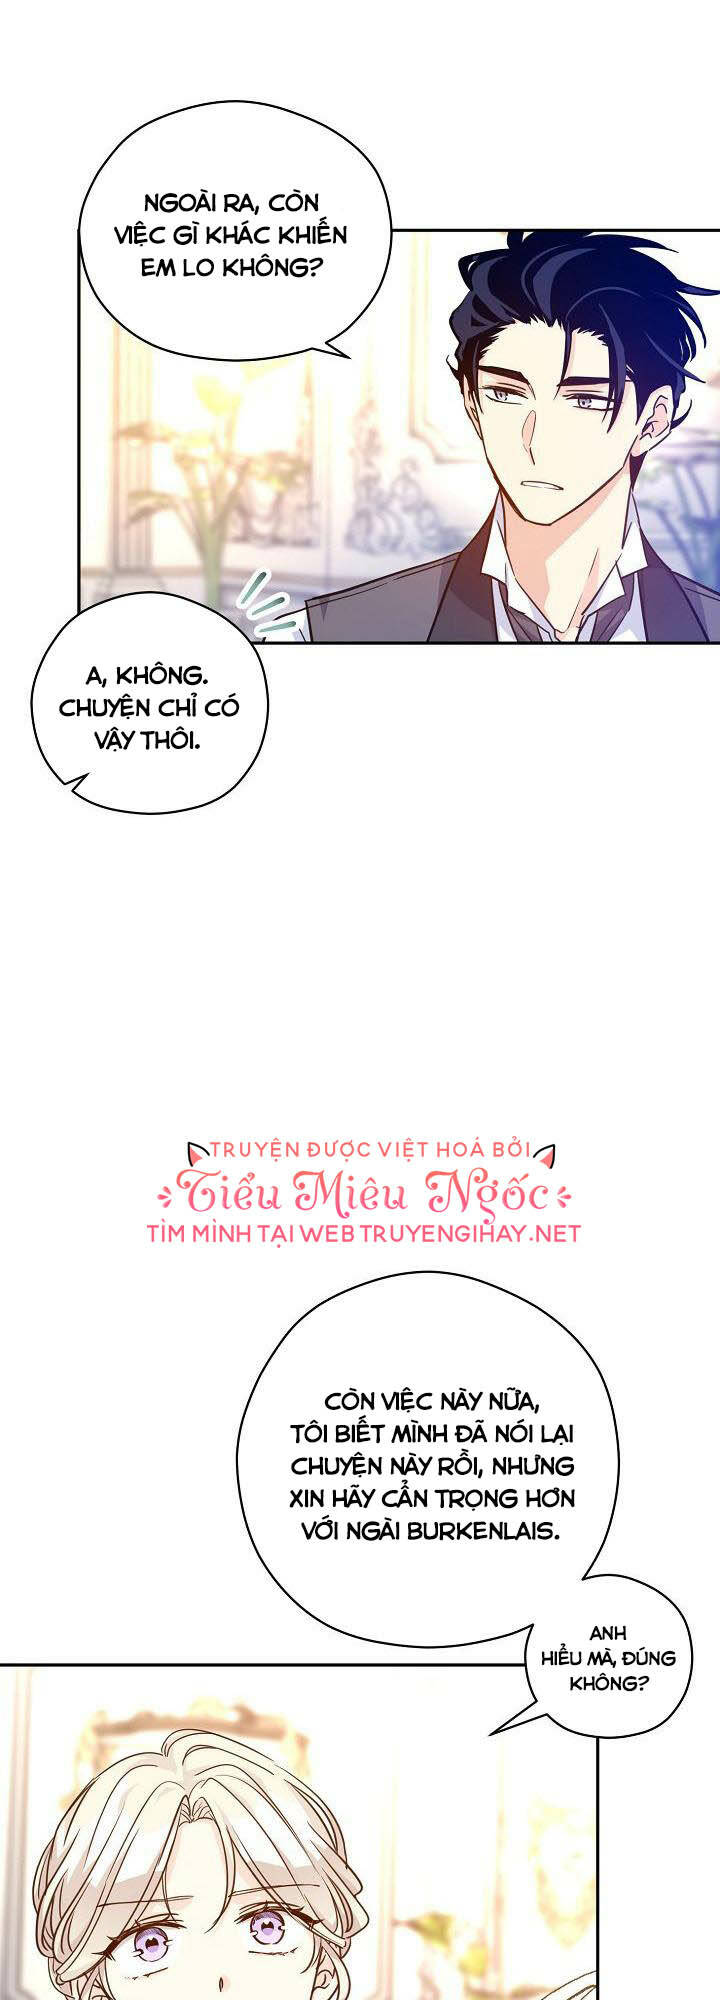 NGOÀI RA, CÒN
VIỆC GÌ KHÁC KHIẾN
EM LO KHÔNG?
A, KHÔNG.
CHUYỆN CHỈ CÓ
VẬY THÔI.
TRUYỆN ĐƯỢC VIỆT HOÁ BỞI
TIỂU MIÊU NGỐC
TÌM MÌNH TẠI WEB TRUYENGIHAY.NET
CÒN VIỆC NÀY NỮA,
TÔI BIẾT MÌNH ĐÃ NÓI LẠI
CHUYỆN NÀY RỒI, NHƯNG
XIN HÃY CẨN TRỌNG HƠN
VỚI NGÀI BURKENLAIS.
ANH
HIỂU MÀ, ĐÚNG
KHÔNG?